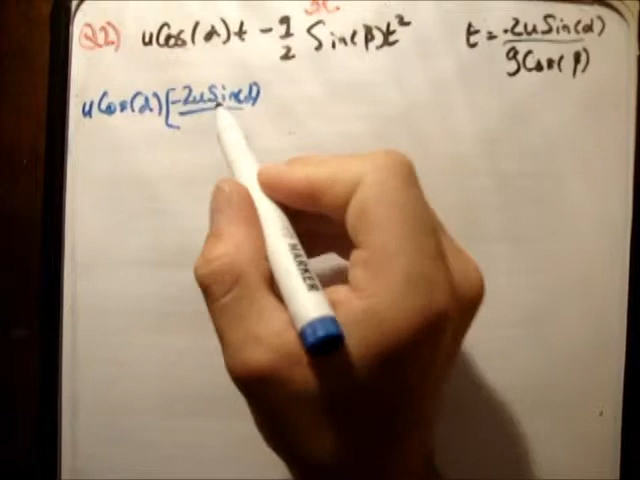 Q2) uCos(α)t - g/2 Sin(β)t² t = -2uSin(α)/gCos(β)
uCos(α)[-2uSin(α)
MARKER